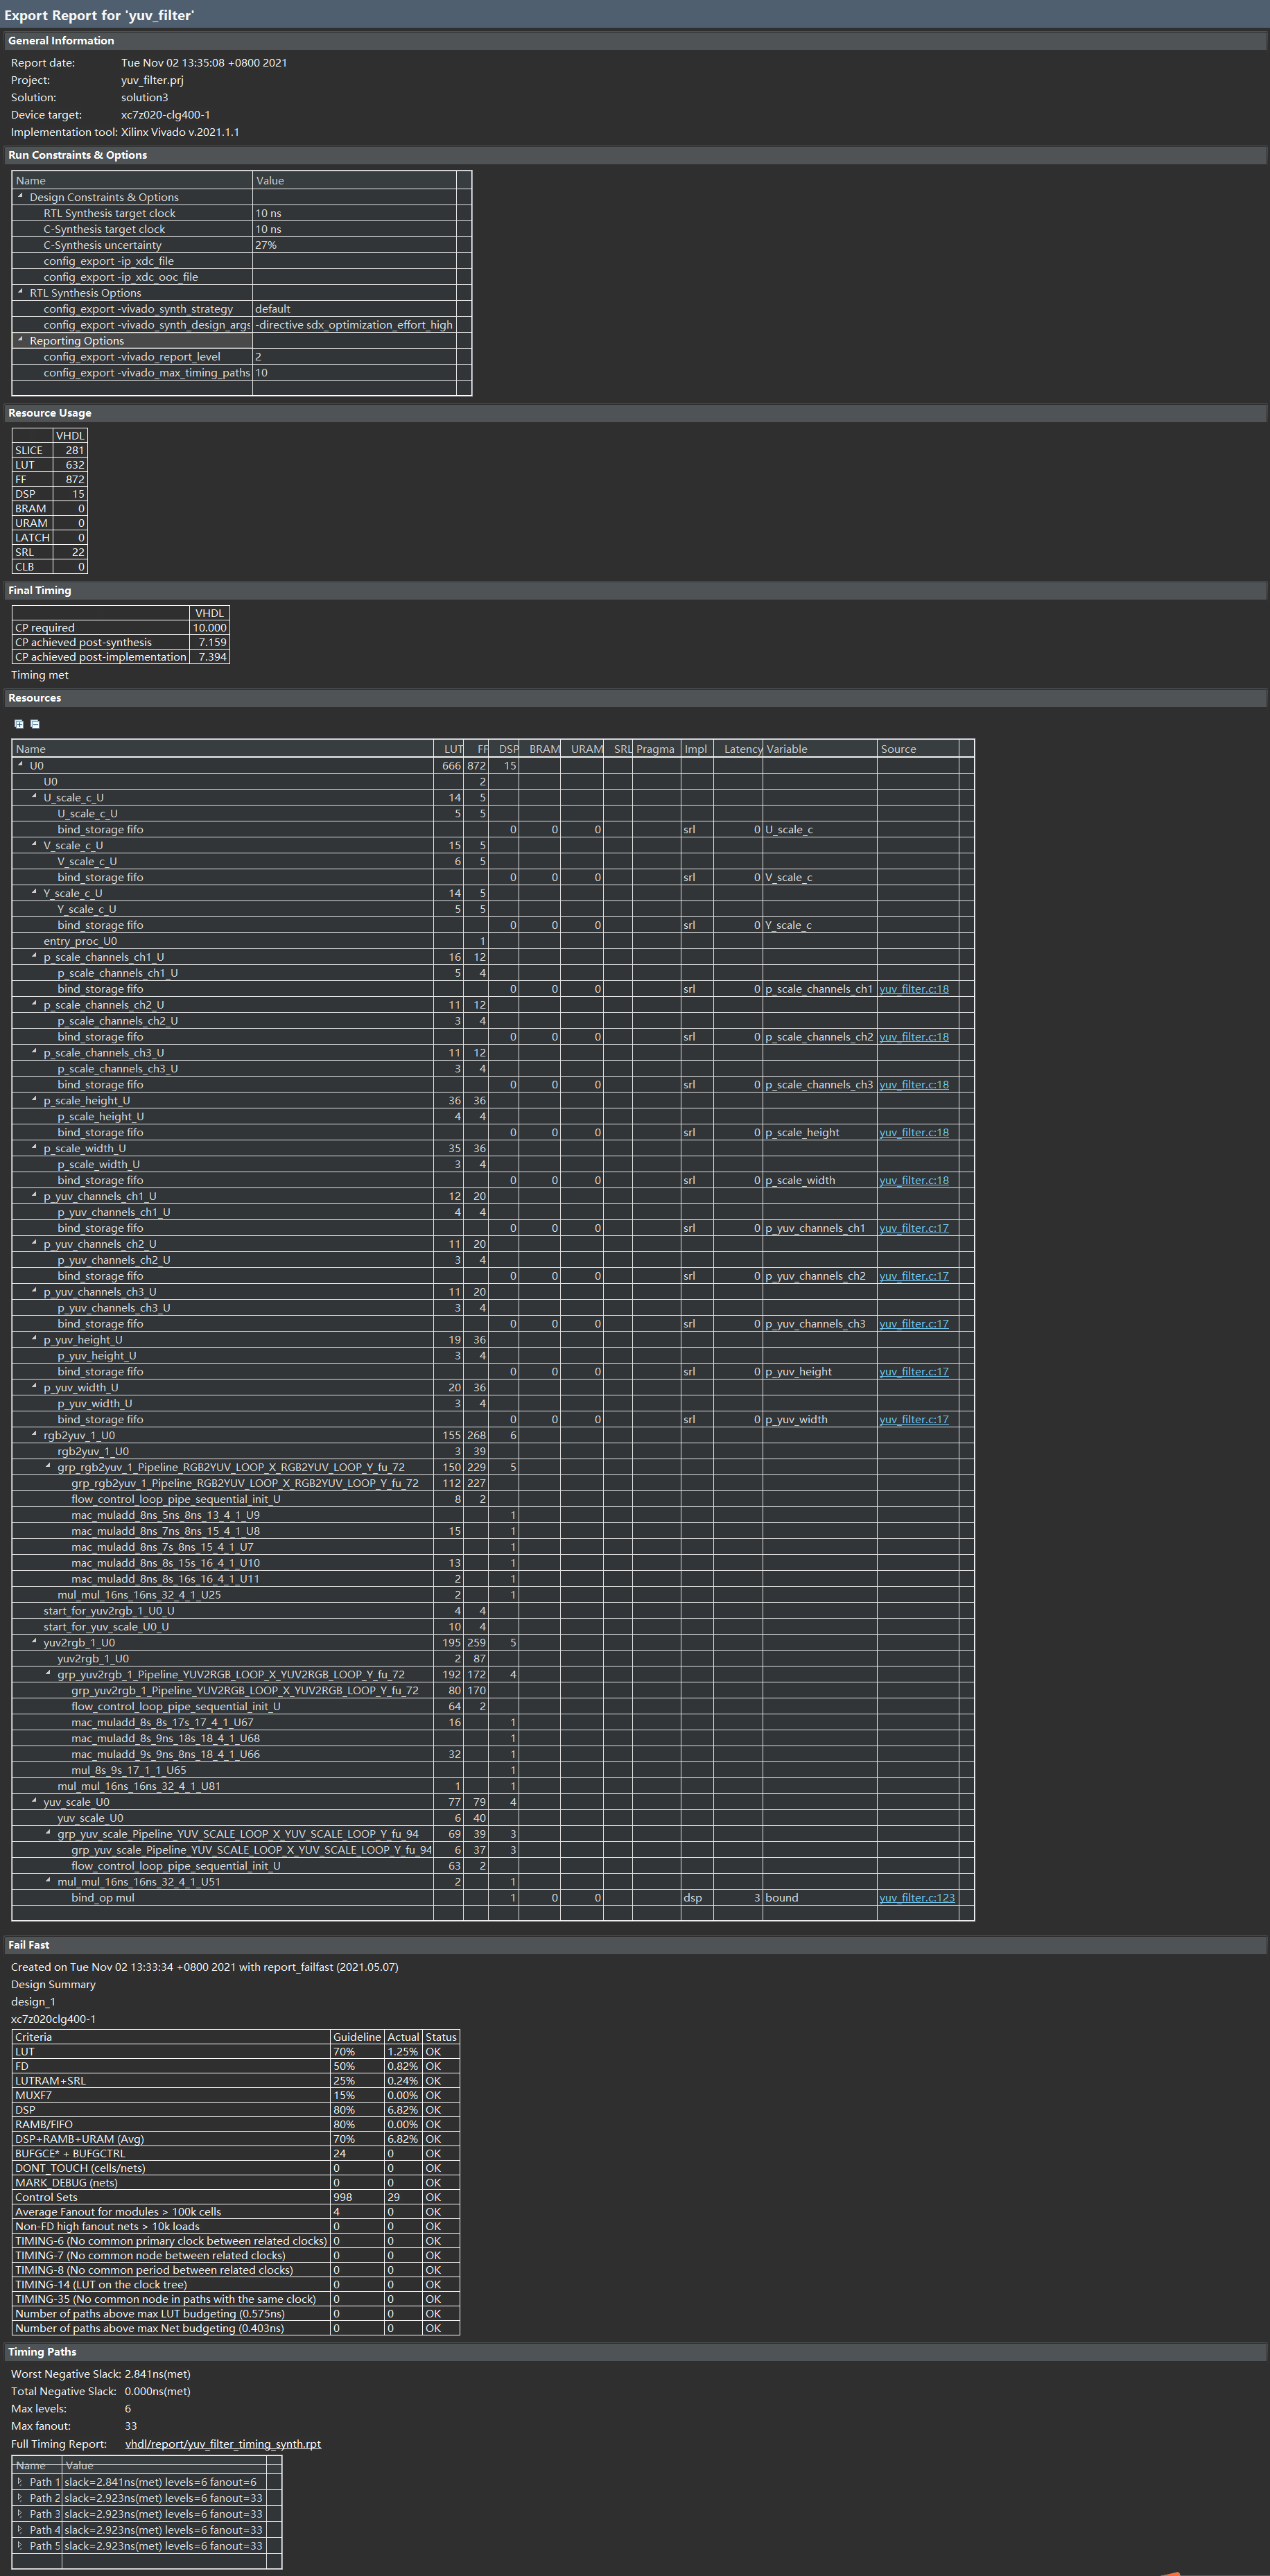 Export Report for 'yuv_filter'
General Information
Report date: Tue Nov 02 13:35:08 +0800 2021
Project: yuv_filter.prj
Solution: solution3
Device target: xc7z020-clg400-1
Implementation tool: Xilinx Vivado v.2021.1.1
Run Constraints & Options
Name Value
Design Constraints & Options
RTL Synthesis target clock 10 ns
C-Synthesis target clock 10 ns
C-Synthesis uncertainty 27%
config_export -ip_xdc_file
config_export -ip_xdc_ooc_file
RTL Synthesis Options
config_export -vivado_synth_strategy default
config_export -vivado_synth_design_args -directive sdx_optimization_effort_high
Reporting Options
config_export -vivado_report_level 2
config_export -vivado_max_timing_paths 10
Resource Usage
VHDL
SLICE 281
LUT 632
FF 872
DSP 15
BRAM 0
URAM 0
LATCH 0
SRL 22
CLB 0
Final Timing
VHDL
CP required 10.000
CP achieved post-synthesis 7.159
CP achieved post-implementation 7.394
Timing met
Resources
Name LUT FF DSP BRAM URAM SRL Pragma Impl Latency Variable Source
U0 666 872 15
U0 2
U_scale_c_U 14 5
U_scale_c_U 5 5
bind_storage fifo 0 0 0 srl 0 U_scale_c
V_scale_c_U 15 5
V_scale_c_U 6 5
bind_storage fifo 0 0 0 srl 0 V_scale_c
Y_scale_c_U 14 5
Y_scale_c_U 5 5
bind_storage fifo 0 0 0 srl 0 Y_scale_c
entry_proc_U0 1
p_scale_channels_ch1_U 16 12
p_scale_channels_ch1_U 5 4
bind_storage fifo 0 0 0 srl 0 p_scale_channels_ch1 yuv_filter.c:18
p_scale_channels_ch2_U 11 12
p_scale_channels_ch2_U 3 4
bind_storage fifo 0 0 0 srl 0 p_scale_channels_ch2 yuv_filter.c:18
p_scale_channels_ch3_U 11 12
p_scale_channels_ch3_U 3 4
bind_storage fifo 0 0 0 srl 0 p_scale_channels_ch3 yuv_filter.c:18
p_scale_height_U 36 36
p_scale_height_U 4 4
bind_storage fifo 0 0 0 srl 0 p_scale_height yuv_filter.c:18
p_scale_width_U 35 36
p_scale_width_U 3 4
bind_storage fifo 0 0 0 srl 0 p_scale_width yuv_filter.c:18
p_yuv_channels_ch1_U 12 20
p_yuv_channels_ch1_U 4 4
bind_storage fifo 0 0 0 srl 0 p_yuv_channels_ch1 yuv_filter.c:17
p_yuv_channels_ch2_U 11 20
p_yuv_channels_ch2_U 3 4
bind_storage fifo 0 0 0 srl 0 p_yuv_channels_ch2 yuv_filter.c:17
p_yuv_channels_ch3_U 11 20
p_yuv_channels_ch3_U 3 4
bind_storage fifo 0 0 0 srl 0 p_yuv_channels_ch3 yuv_filter.c:17
p_yuv_height_U 19 36
p_yuv_height_U 3 4
bind_storage fifo 0 0 0 srl 0 p_yuv_height yuv_filter.c:17
p_yuv_width_U 20 36
p_yuv_width_U 3 4
bind_storage fifo 0 0 0 srl 0 p_yuv_width yuv_filter.c:17
rgb2yuv_1_U0 155 268 6
rgb2yuv_1_U0 3 39
grp_rgb2yuv_1_Pipeline_RGB2YUV_LOOP_X_RGB2YUV_LOOP_Y_fu_72 150 229 5
grp_rgb2yuv_1_Pipeline_RGB2YUV_LOOP_X_RGB2YUV_LOOP_Y_fu_72 112 227
flow_control_loop_pipe_sequential_init_U 8 2
mac_muladd_8ns_5ns_8ns_13_4_1_U9 1
mac_muladd_8ns_7ns_8ns_15_4_1_U8 15 1
mac_muladd_8ns_7s_8ns_15_4_1_U7 1
mac_muladd_8ns_8s_15s_16_4_1_U10 13 1
mac_muladd_8ns_8s_16s_16_4_1_U11 2 1
mul_mul_16ns_16ns_32_4_1_U25 2 1
start_for_yuv2rgb_1_U0_U 4 4
start_for_yuv_scale_U0_U 10 4
yuv2rgb_1_U0 195 259 5
yuv2rgb_1_U0 2 87
grp_yuv2rgb_1_Pipeline_YUV2RGB_LOOP_X_YUV2RGB_LOOP_Y_fu_72 192 172 4
grp_yuv2rgb_1_Pipeline_YUV2RGB_LOOP_X_YUV2RGB_LOOP_Y_fu_72 80 170
flow_control_loop_pipe_sequential_init_U 64 2
mac_muladd_8s_8s_17s_17_4_1_U67 16 1
mac_muladd_8s_9ns_18s_18_4_1_U68 1
mac_muladd_9s_9ns_8ns_18_4_1_U66 32 1
mul_8s_9s_17_1_1_U65 1
mul_mul_16ns_16ns_32_4_1_U81 1 1
yuv_scale_U0 77 79 4
yuv_scale_U0 6 40
grp_yuv_scale_Pipeline_YUV_SCALE_LOOP_X_YUV_SCALE_LOOP_Y_fu_94 69 39 3
grp_yuv_scale_Pipeline_YUV_SCALE_LOOP_X_YUV_SCALE_LOOP_Y_fu_94 6 37 3
flow_control_loop_pipe_sequential_init_U 63 2
mul_mul_16ns_16ns_32_4_1_U51 2 1
bind_op mul 1 0 0 dsp 3 bound yuv_filter.c:123
Fail Fast
Created on Tue Nov 02 13:33:34 +0800 2021 with report_failfast (2021.05.07)
Design Summary
design_1
xc7z020clg400-1
Criteria Guideline Actual Status
LUT 70% 1.25% OK
FD 50% 0.82% OK
LUTRAM+SRL 25% 0.24% OK
MUXF7 15% 0.00% OK
DSP 80% 6.82% OK
RAMB/FIFO 80% 0.00% OK
DSP+RAMB+URAM (Avg) 70% 6.82% OK
BUFGCE* + BUFGCTRL 24 0 OK
DONT_TOUCH (cells/nets) 0 0 OK
MARK_DEBUG (nets) 0 0 OK
Control Sets 998 29 OK
Average Fanout for modules > 100k cells 4 0 OK
Non-FD high fanout nets > 10k loads 0 0 OK
TIMING-6 (No common primary clock between related clocks) 0 0 OK
TIMING-7 (No common node between related clocks) 0 0 OK
TIMING-8 (No common period between related clocks) 0 0 OK
TIMING-14 (LUT on the clock tree) 0 0 OK
TIMING-35 (No common node in paths with the same clock) 0 0 OK
Number of paths above max LUT budgeting (0.575ns) 0 0 OK
Number of paths above max Net budgeting (0.403ns) 0 0 OK
Timing Paths
Worst Negative Slack: 2.841ns(met)
Total Negative Slack: 0.000ns(met)
Max levels: 6
Max fanout: 33
Full Timing Report: vhdl/report/yuv_filter_timing_synth.rpt
Name Value
Path 1 slack=2.841ns(met) levels=6 fanout=6
Path 2 slack=2.923ns(met) levels=6 fanout=33
Path 3 slack=2.923ns(met) levels=6 fanout=33
Path 4 slack=2.923ns(met) levels=6 fanout=33
Path 5 slack=2.923ns(met) levels=6 fanout=33